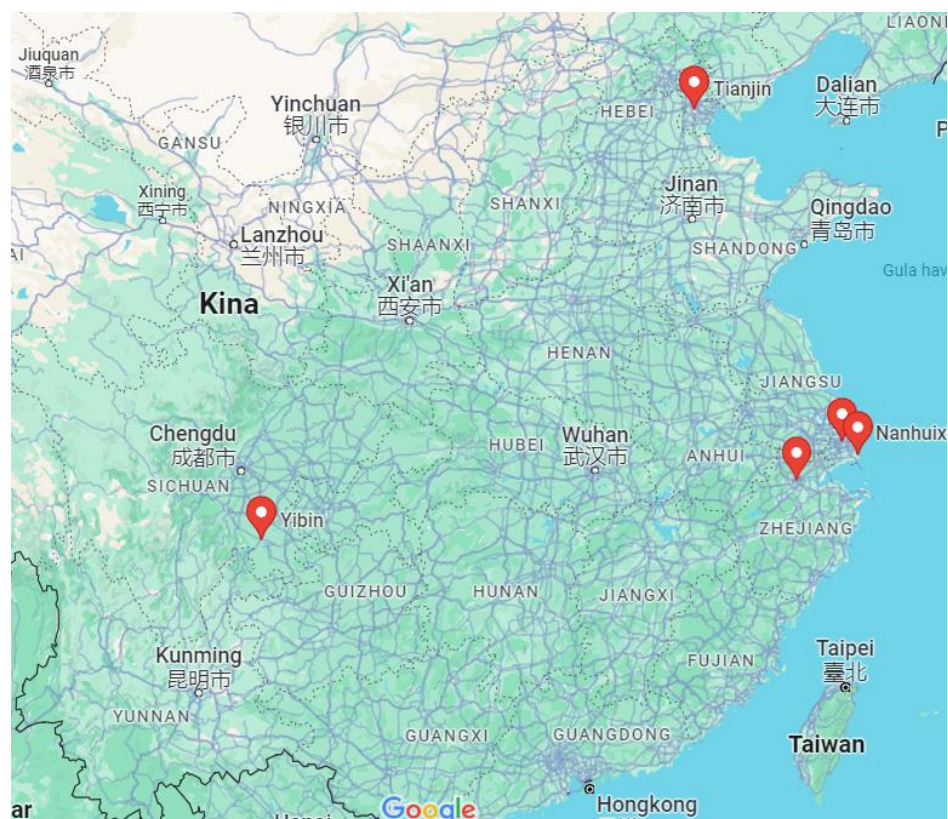 LIAONI
Jiuquan
酒泉市
Tianjin
Dalian
大连市
HEBEI
Yinchuan
银川市
GANSU
P
Xining
西宁市
NINGXIA
SHANXI
Jinan
济南市
Qingdao
青岛市
Lanzhou
兰州市
SHAANXI
SHANDONG
AI
Gula hav
Xi'an
西安市
Kina
HENAN
JIANGSU
Chengdu
成都市
HUBEI
Wuhan
武汉市
ANHUI
Nanhuix
SICHUAN
Yibin
ZHEJIANG
GUIZHOU
HUNAN
JIANGXI
Kunming
昆明市
FUJIAN
Taipei
臺北
YUNNAN
GUANGXI
GUANGDONG
Taiwan
ar
Google
Hongkong